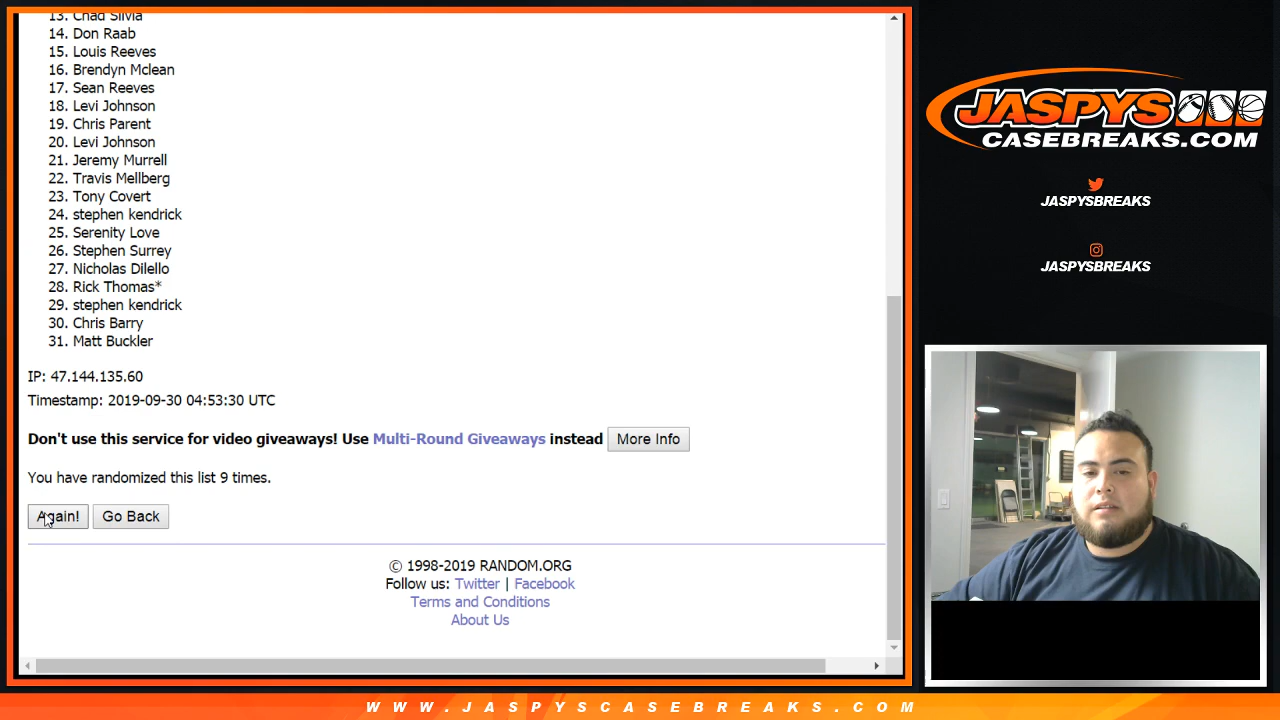 13. Chad Silvia
14. Don Raab
15. Louis Reeves
16. Brendyn Mclean
17. Sean Reeves
18. Levi Johnson
19. Chris Parent
20. Levi Johnson
21. Jeremy Murrell
22. Travis Mellberg
23. Tony Covert
24. stephen kendrick
25. Serenity Love
26. Stephen Surrey
27. Nicholas Dilello
28. Rick Thomas*
29. stephen kendrick
30. Chris Barry
31. Matt Buckler
IP: 47.144.135.60
Timestamp: 2019-09-30 04:53:30 UTC
Don't use this service for video giveaways! Use Multi-Round Giveaways instead More Info
You have randomized this list 9 times.
Again! Go Back
© 1998-2019 RANDOM.ORG
Follow us: Twitter | Facebook
Terms and Conditions
About Us
JASPYS
CASEBREAKS.COM
JASPYSBREAKS
JASPYSBREAKS
WWW.JASPYSCASEBREAKS.COM